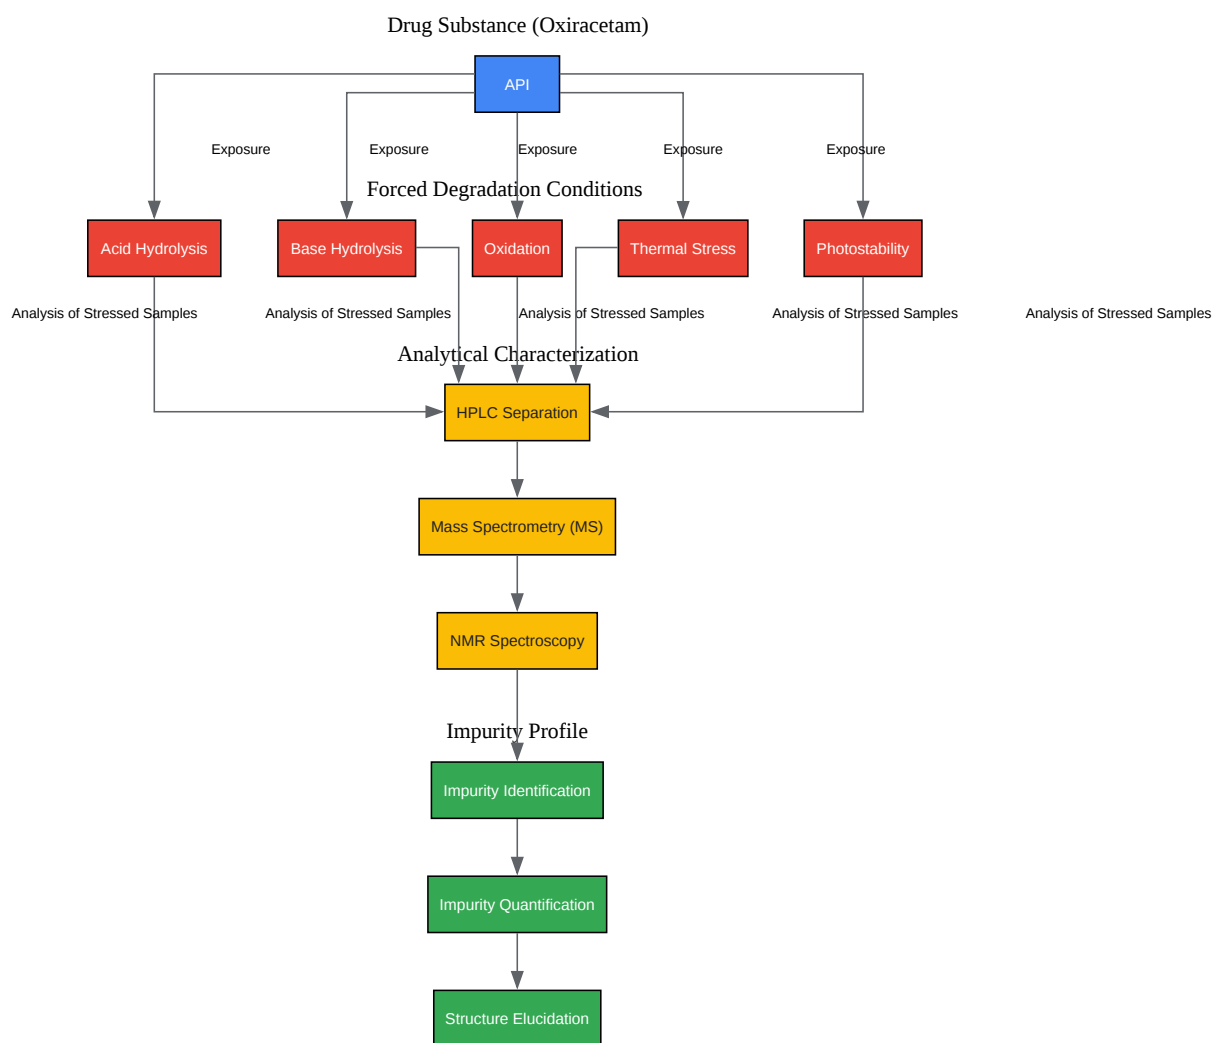 Drug Substance (Oxiracetam)
API
Exposure
Exposure
Exposure
Exposure
Exposure
Forced Degradation Conditions
Acid Hydrolysis
Base Hydrolysis
Oxidation
Thermal Stress
Photostability
Analysis of Stressed Samples
Analysis of Stressed Samples
Analysis of Stressed Samples
Analysis of Stressed Samples
Analysis of Stressed Samples
Analytical Characterization
HPLC Separation
Mass Spectrometry (MS)
NMR Spectroscopy
Impurity Profile
Impurity Identification
Impurity Quantification
Structure Elucidation